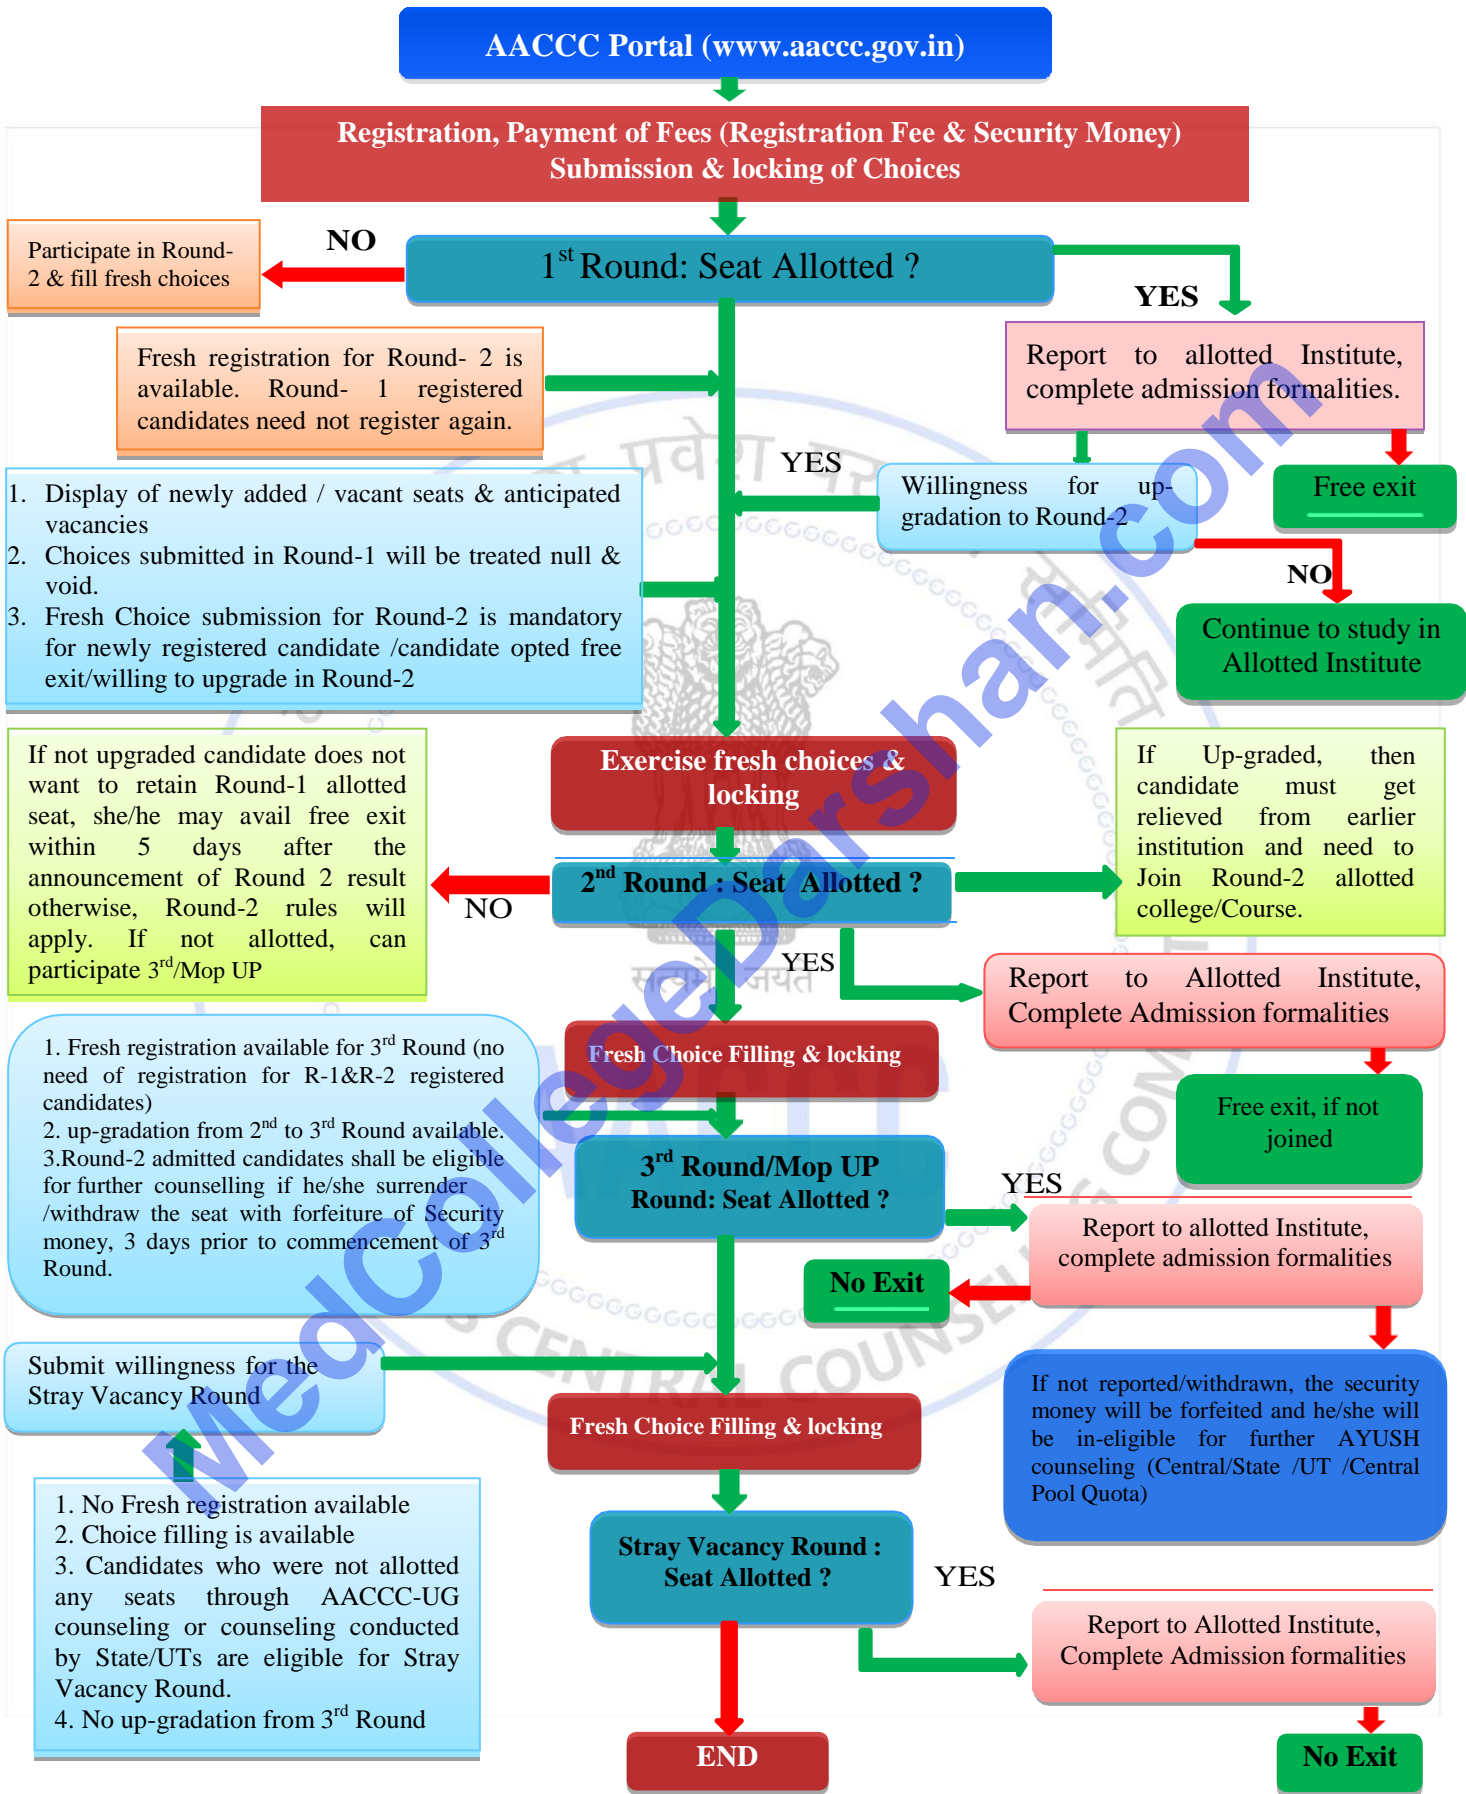 AACCC Portal (www.aaccc.gov.in)
Registration, Payment of Fees (Registration Fee & Security Money)
Submission & locking of Choices
Participate in Round-
2 & fill fresh choices
NO
1st Round: Seat Allotted ?
YES
Fresh registration for Round- 2 is
available. Round- 1 registered
candidates need not register again.
Report to allotted Institute,
complete admission formalities.
YES
Willingness for up-
gradation to Round-2
Free exit
NO
Continue to study in
Allotted Institute
1. Display of newly added / vacant seats & anticipated
vacancies
2. Choices submitted in Round-1 will be treated null &
void.
3. Fresh Choice submission for Round-2 is mandatory
for newly registered candidate /candidate opted free
exit/willing to upgrade in Round-2
If not upgraded candidate does not
want to retain Round-1 allotted
seat, she/he may avail free exit
within 5 days after the
announcement of Round 2 result
otherwise, Round-2 rules will
apply. If not allotted, can
participate 3rd/Mop UP
Exercise fresh choices &
locking
If Up-graded, then
candidate must get
relieved from earlier
institution and need to
Join Round-2 allotted
college/Course.
2nd Round : Seat Allotted ?
NO
YES
Report to Allotted Institute,
Complete Admission formalities
Free exit, if not
joined
Fresh Choice Filling & locking
1. Fresh registration available for 3rd Round (no
need of registration for R-1&R-2 registered
candidates)
2. up-gradation from 2nd to 3rd Round available.
3.Round-2 admitted candidates shall be eligible
for further counselling if he/she surrender
/withdraw the seat with forfeiture of Security
money, 3 days prior to commencement of 3rd
Round.
3rd Round/Mop UP
Round: Seat Allotted ?
YES
Report to allotted Institute,
complete admission formalities
No Exit
If not reported/withdrawn, the security
money will be forfeited and he/she will
be in-eligible for further AYUSH
counseling (Central/State /UT /Central
Pool Quota)
Submit willingness for the
Stray Vacancy Round
Fresh Choice Filling & locking
1. No Fresh registration available
2. Choice filling is available
3. Candidates who were not allotted
any seats through AACCC-UG
counseling or counseling conducted
by State/UTs are eligible for Stray
Vacancy Round.
4. No up-gradation from 3rd Round
Stray Vacancy Round :
Seat Allotted ?
YES
Report to Allotted Institute,
Complete Admission formalities
END
No Exit
MedCollegeDarshan.com
CENTRAL